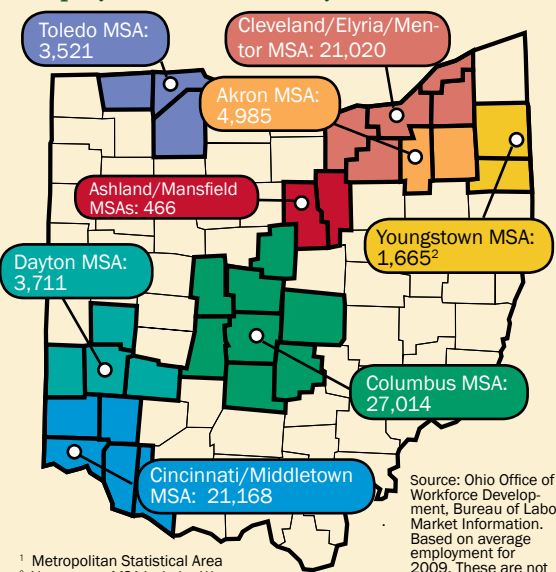 Toledo MSA:
3,521
Cleveland/Elyria/Men-
tor MSA: 21,020
Akron MSA:
4,985
Ashland/Mansfield
MSAs: 466
Youngstown MSA:
1,665²
Dayton MSA:
3,711
Columbus MSA:
27,014
Cincinnati/Middletown
MSA: 21,168
Source: Ohio Office of
Workforce Develop-
ment, Bureau of Labo
Market Information.
Based on average
employment for
2009. These are not
¹ Metropolitan Statistical Area